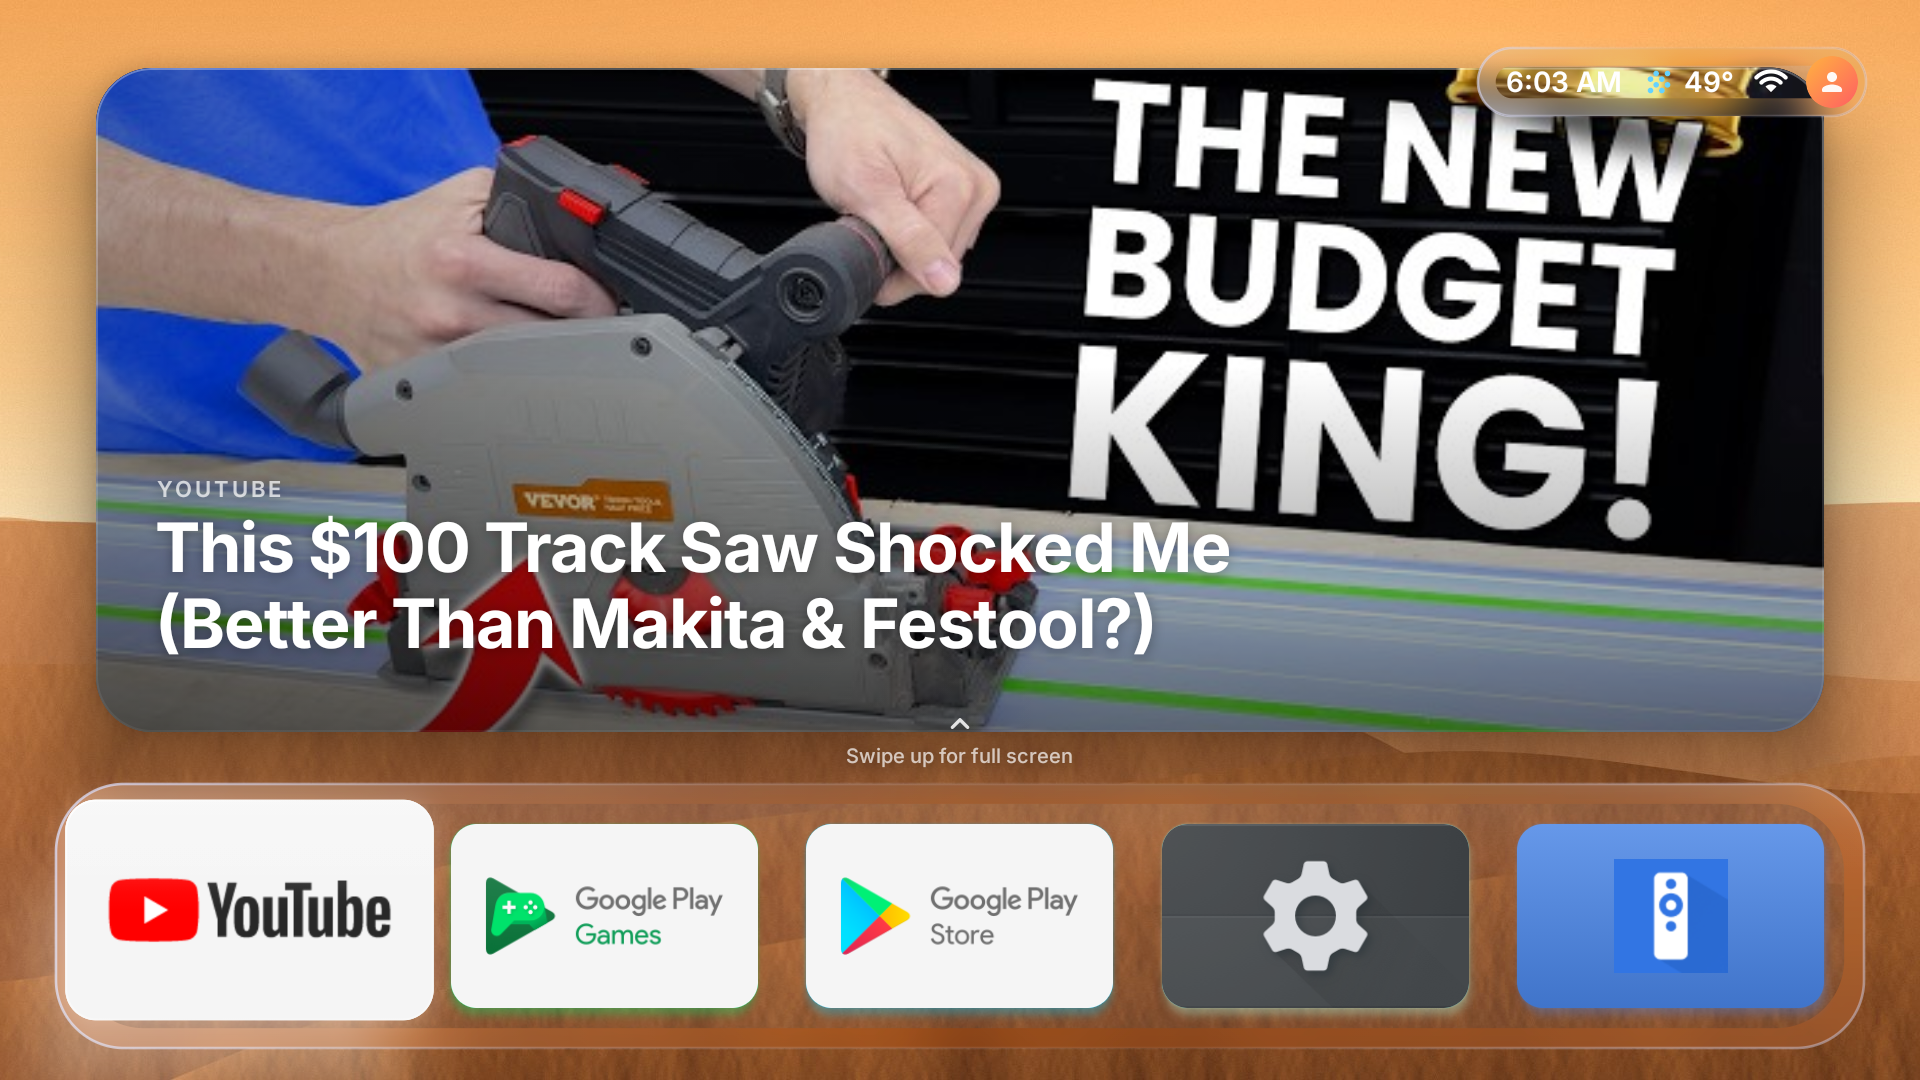 6:03 AM 49°
THE NEW
BUDGET
KING!
VEVOR
YOUTUBE
This $100 Track Saw Shocked Me
(Better Than Makita & Festool?)
Swipe up for full screen
YouTube
Google Play
Games
Google Play
Store